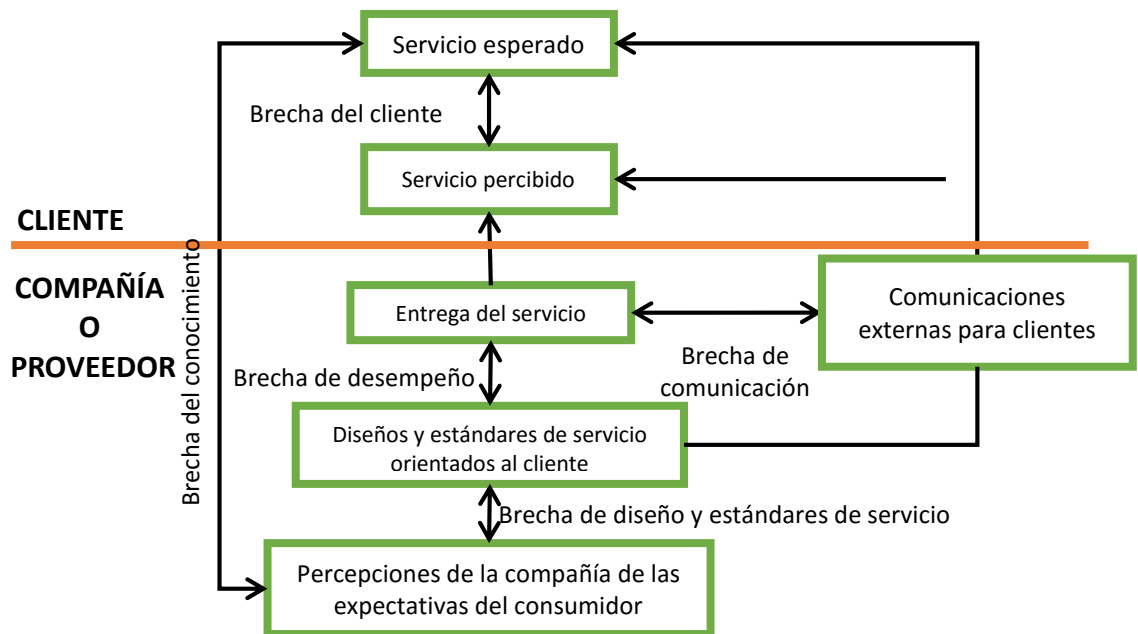 Servicio esperado
Brecha del cliente
Servicio percibido
CLIENTE
COMPAÑÍA
O
PROVEEDOR
Brecha del conocimiento
Entrega del servicio
Comunicaciones
externas para clientes
Brecha de
comunicación
Brecha de desempeño
Diseños y estándares de servicio
orientados al cliente
Brecha de diseño y estándares de servicio
Percepciones de la compañía de las
expectativas del consumidor